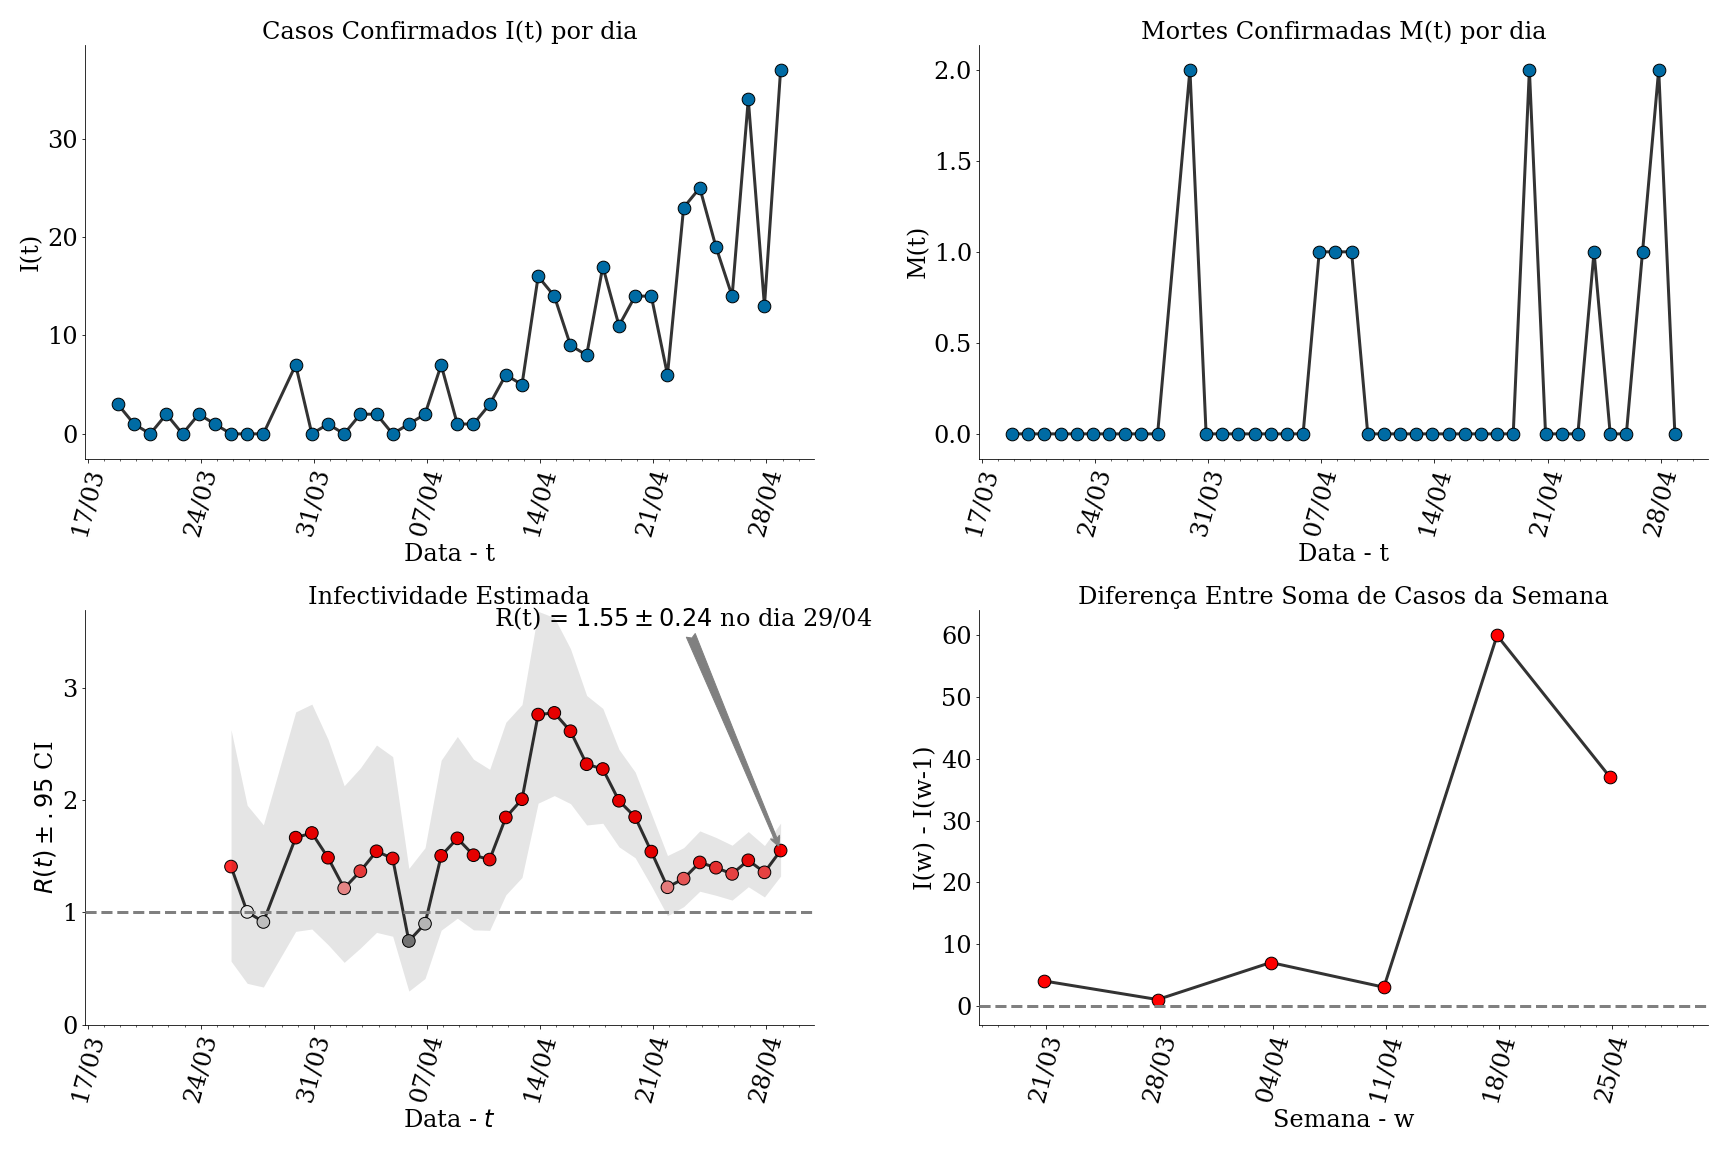 Casos Confirmados I(t) por dia
I(t)
30
20
10
0
17/03 24/03 31/03 07/04 14/04 21/04 28/04
Data - t
Mortes Confirmadas M(t) por dia
M(t)
2.0
1.5
1.0
0.5
0.0
17/03 24/03 31/03 07/04 14/04 21/04 28/04
Data - t
Infectividade Estimada
R(t) = 1.55 ± 0.24 no dia 29/04
R(t) ± .95 CI
3
2
1
0
17/03 24/03 31/03 07/04 14/04 21/04 28/04
Data - t
Diferença Entre Soma de Casos da Semana
I(w) - I(w-1)
60
50
40
30
20
10
0
21/03 28/03 04/04 11/04 18/04 25/04
Semana - w